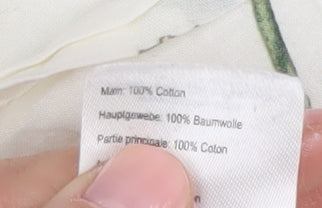 Main: 100% Cotton
Hauptgewebe: 100% Baumwolle
Partie principale: 100% Coton